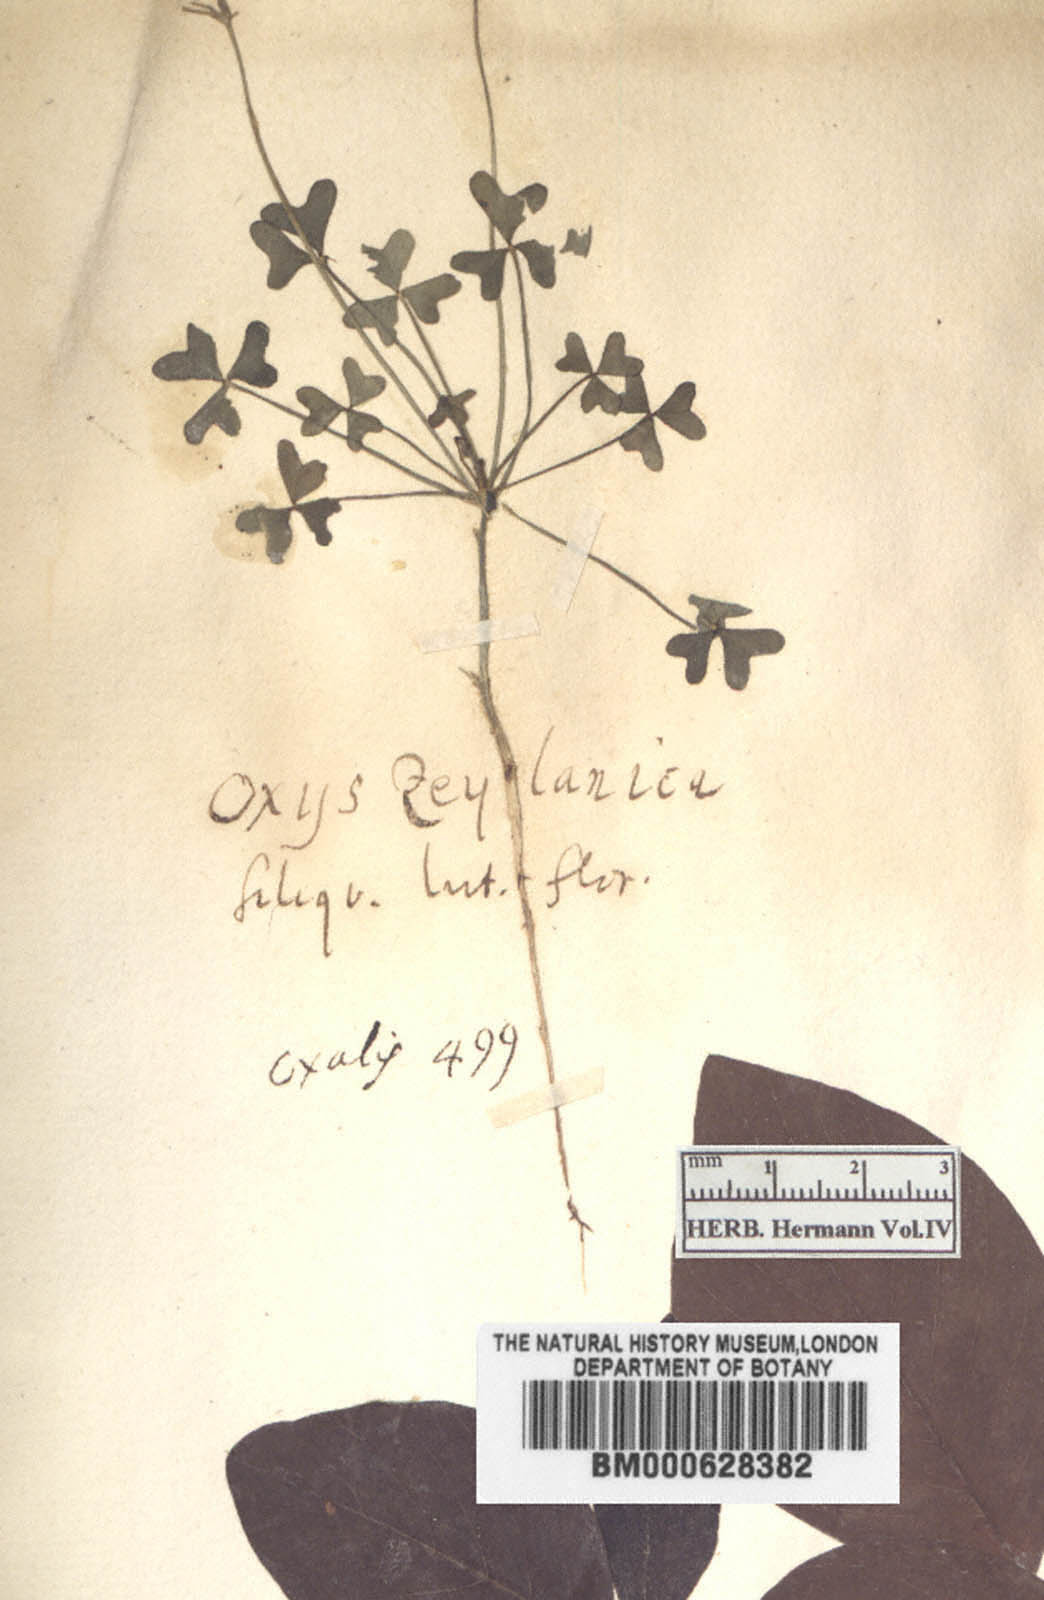 Oxys Zeylanica
siliqu. lut. flor.
Oxalis 499
mm 1 2 3
HERB. Hermann Vol.IV
THE NATURAL HISTORY MUSEUM,LONDON
DEPARTMENT OF BOTANY
BM000628382